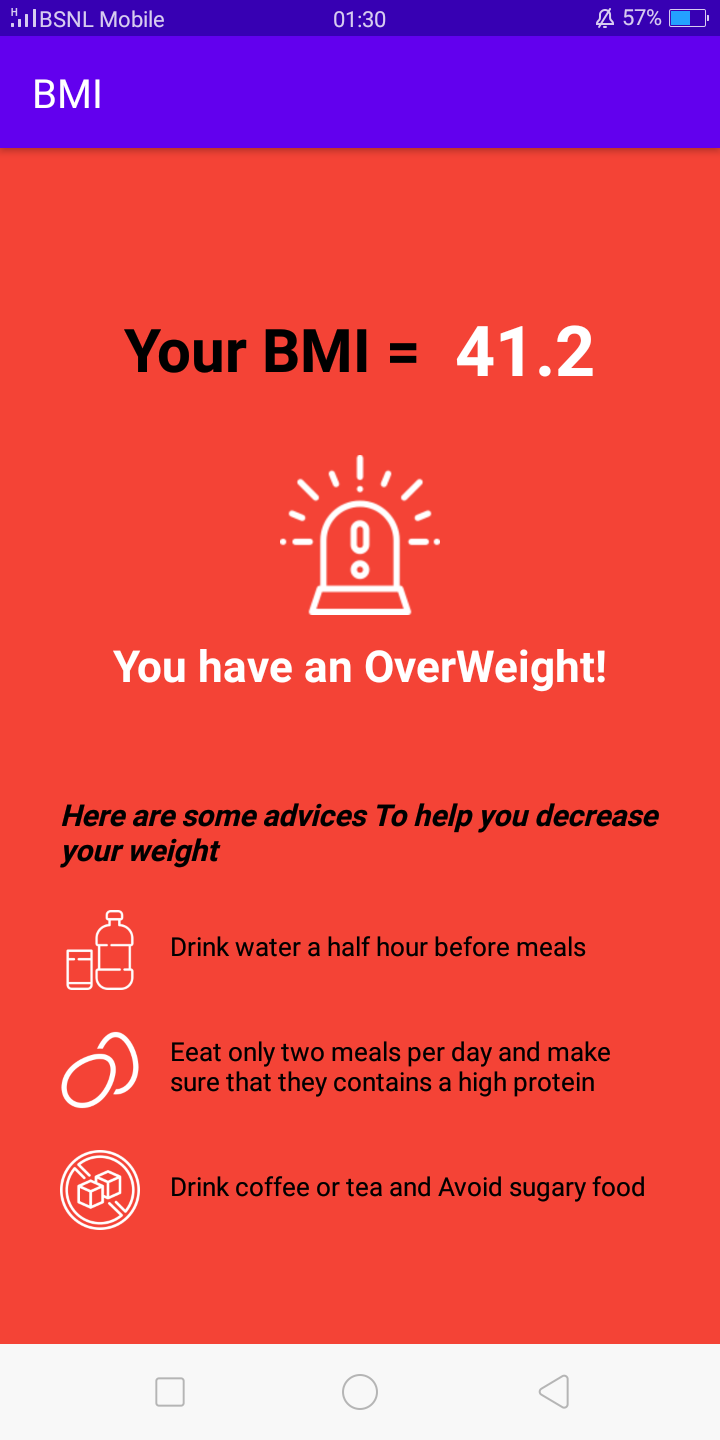 H BSNL Mobile 01:30 57%
BMI
Your BMI = 41.2
You have an OverWeight!
Here are some advices To help you decrease
your weight
Drink water a half hour before meals
Eeat only two meals per day and make
sure that they contains a high protein
Drink coffee or tea and Avoid sugary food